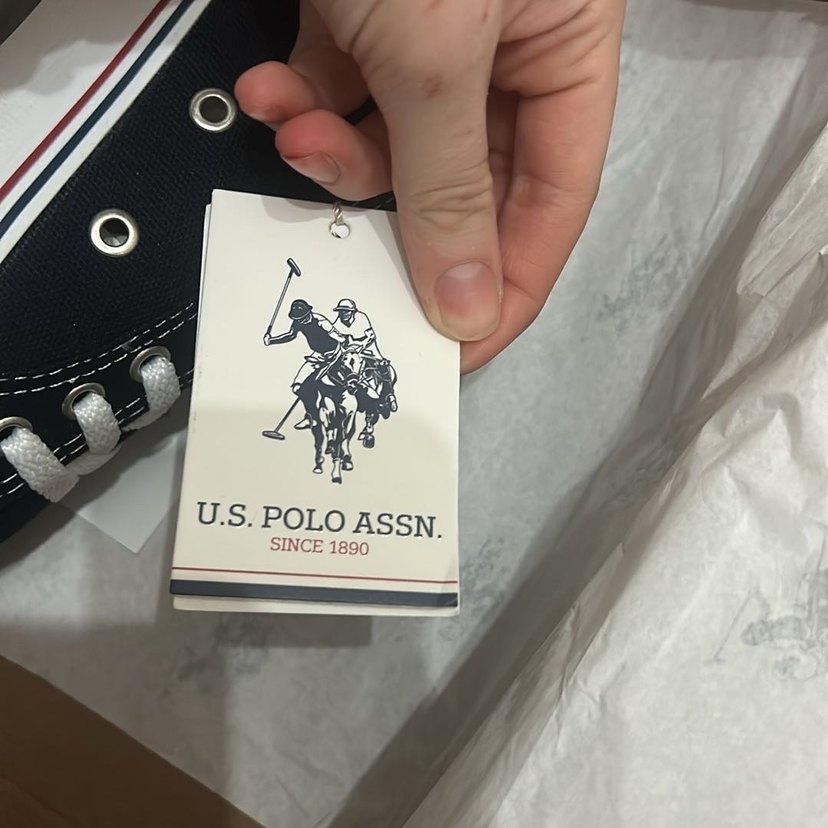 U.S. POLO ASSN.
SINCE 1890